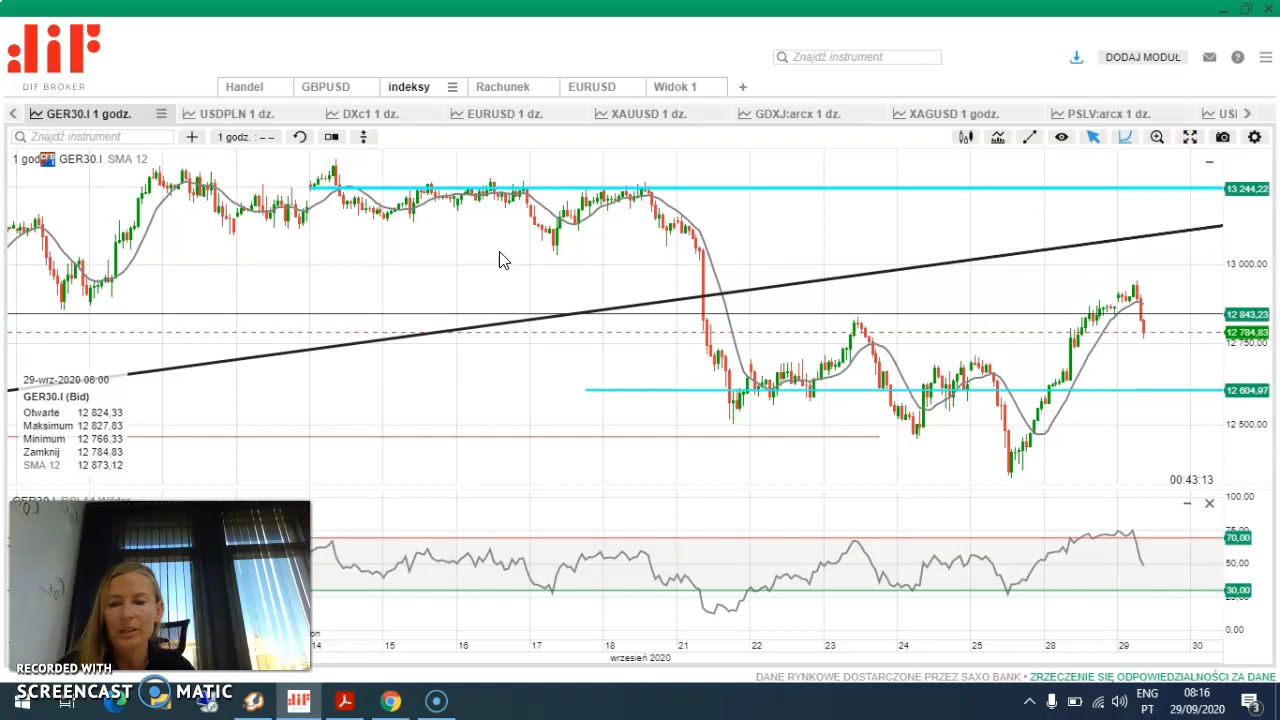 DIF BRÓKER
Znajdź instrument
DODAJ MODUŁ
Handel
GBPUSD
indeksy
Rachunek
EURUSD
Widok 1
+
GER30.I 1 godz.
USDPLN 1 dz.
DXc1 1 dz.
EURUSD 1 dz.
XAUUSD 1 dz.
GDXJ:arcx 1 dz.
XAGUSD 1 godz.
PSLV:arcx 1 dz.
Znajdź instrument
1 godz. : – –
GER30.I SMA 12
13 244,22
13 000,00
12 843,23
12 784,83
12 750,00
12 604,97
12 500,00
29-wrz-2020 08:00
GER30.I (Bid)
Otwarte 12 824,33
Maksimum 12 827,83
Minimum 12 766,33
Zamknij 12 784,83
SMA 12 12 873,12
00:43:13
100,00
75,00
70,00
50,00
30,00
0,00
14 15 16 17 18 21 22 23 24 25 28 29 30
wrzesień 2020
DANE RYNKOWE DOSTARCZONE PRZEZ SAXO BANK • ZRZECZENIE SIĘ ODPOWIEDZIALNOŚCI ZA DANE
RECORDED WITH
SCREENCAST MATIC
ENG
PT
08:16
29/09/2020
3